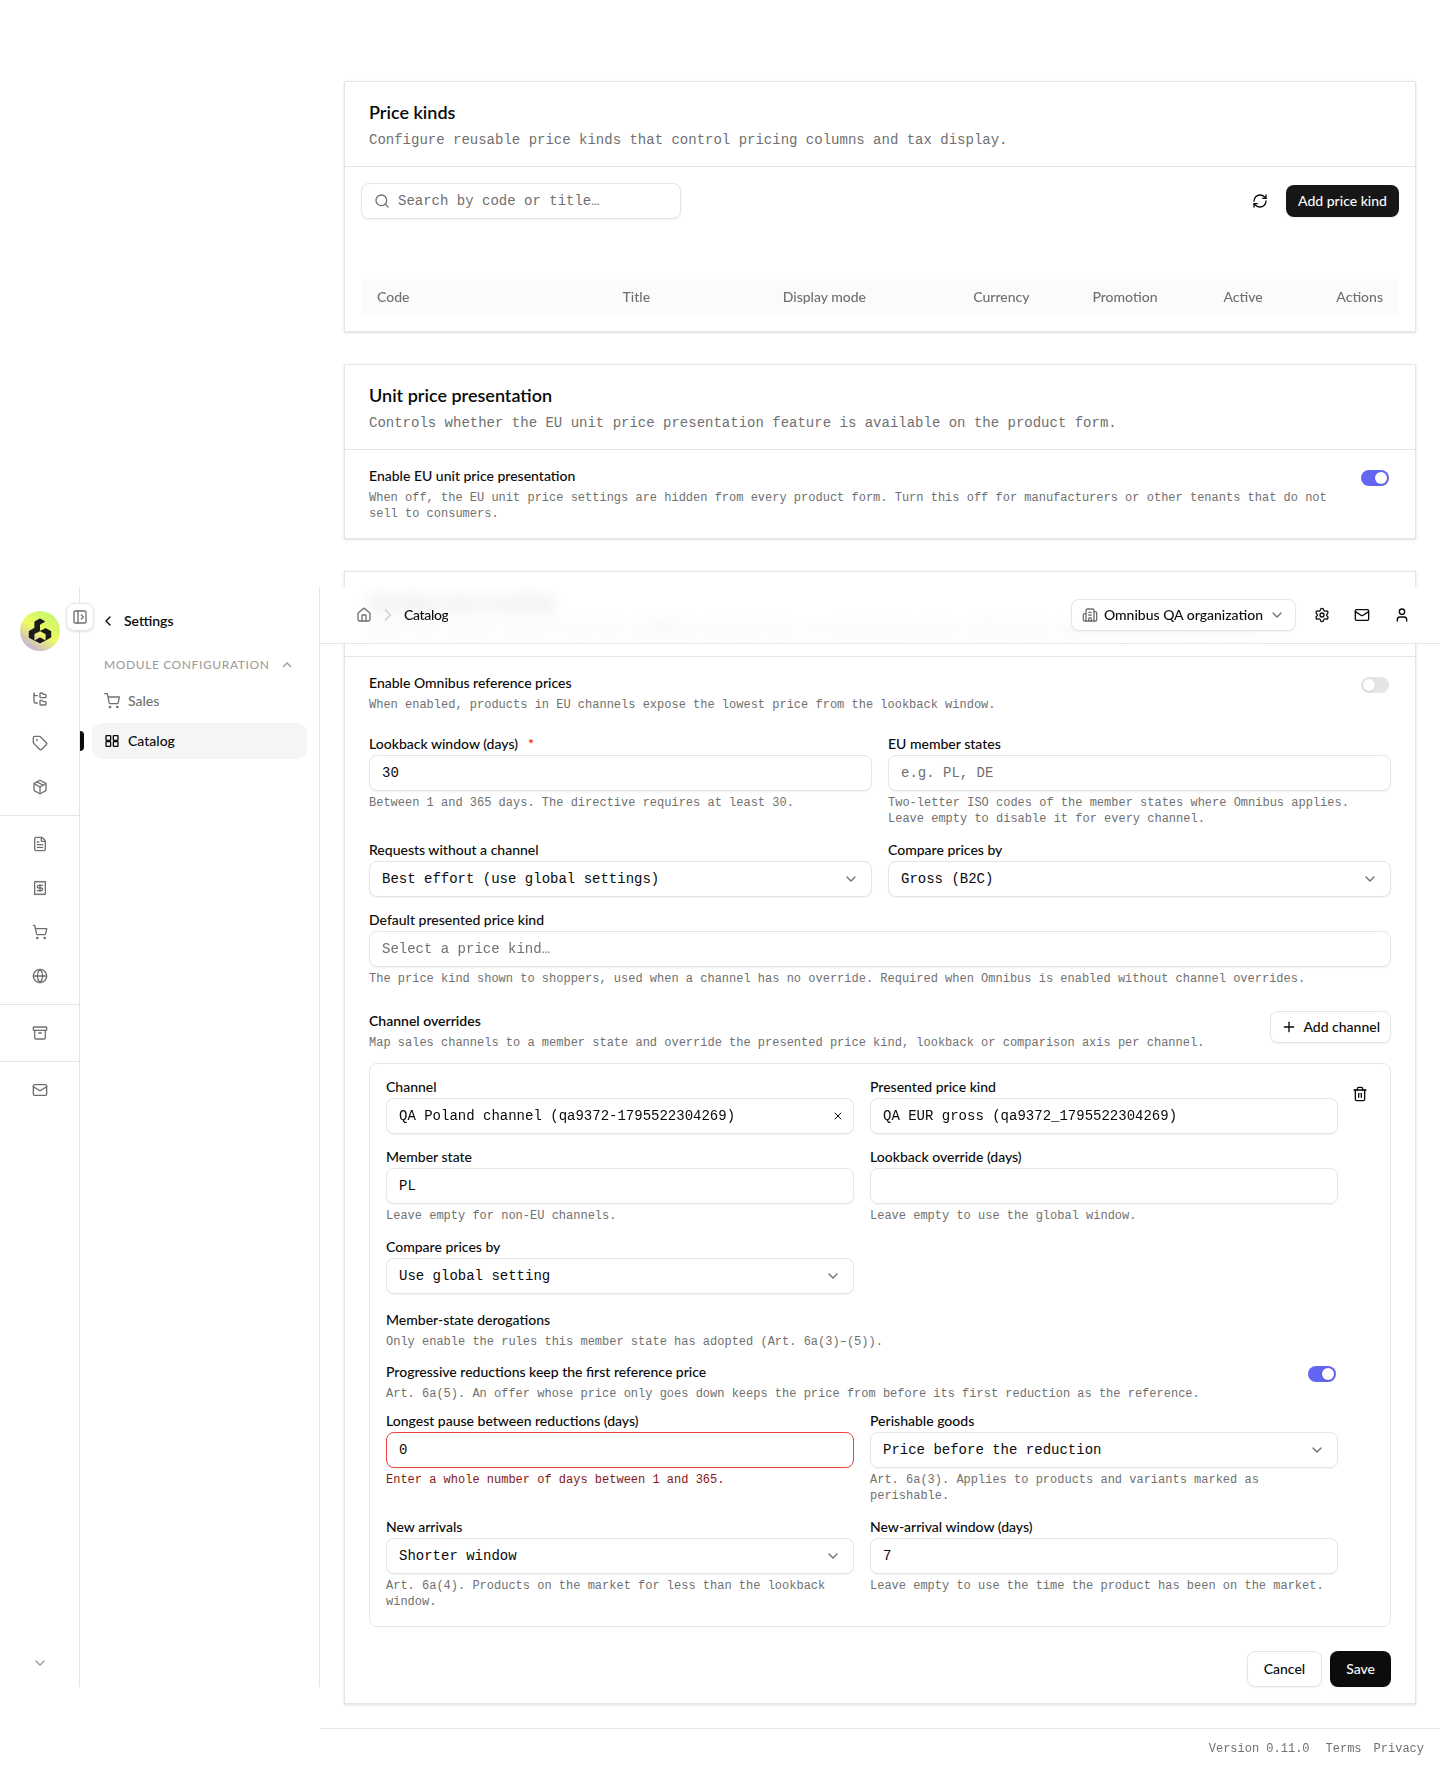 Price kinds
Configure reusable price kinds that control pricing columns and tax display.
Search by code or title…
Add price kind
Code Title Display mode Currency Promotion Active Actions
Unit price presentation
Controls whether the EU unit price presentation feature is available on the product form.
Enable EU unit price presentation
When off, the EU unit price settings are hidden from every product form. Turn this off for manufacturers or other tenants that do not
sell to consumers.
Settings
Catalog
Omnibus QA organization
MODULE CONFIGURATION
Sales
Catalog
Enable Omnibus reference prices
When enabled, products in EU channels expose the lowest price from the lookback window.
Lookback window (days) *
30
Between 1 and 365 days. The directive requires at least 30.
EU member states
e.g. PL, DE
Two-letter ISO codes of the member states where Omnibus applies.
Leave empty to disable it for every channel.
Requests without a channel
Best effort (use global settings)
Compare prices by
Gross (B2C)
Default presented price kind
Select a price kind…
The price kind shown to shoppers, used when a channel has no override. Required when Omnibus is enabled without channel overrides.
Channel overrides
Map sales channels to a member state and override the presented price kind, lookback or comparison axis per channel.
Add channel
Channel
QA Poland channel (qa9372-1795522304269)
Presented price kind
QA EUR gross (qa9372_1795522304269)
Member state
PL
Leave empty for non-EU channels.
Lookback override (days)
Leave empty to use the global window.
Compare prices by
Use global setting
Member-state derogations
Only enable the rules this member state has adopted (Art. 6a(3)–(5)).
Progressive reductions keep the first reference price
Art. 6a(5). An offer whose price only goes down keeps the price from before its first reduction as the reference.
Longest pause between reductions (days)
0
Enter a whole number of days between 1 and 365.
Perishable goods
Price before the reduction
Art. 6a(3). Applies to products and variants marked as
perishable.
New arrivals
Shorter window
Art. 6a(4). Products on the market for less than the lookback
window.
New-arrival window (days)
7
Leave empty to use the time the product has been on the market.
Cancel
Save
Version 0.11.0 Terms Privacy